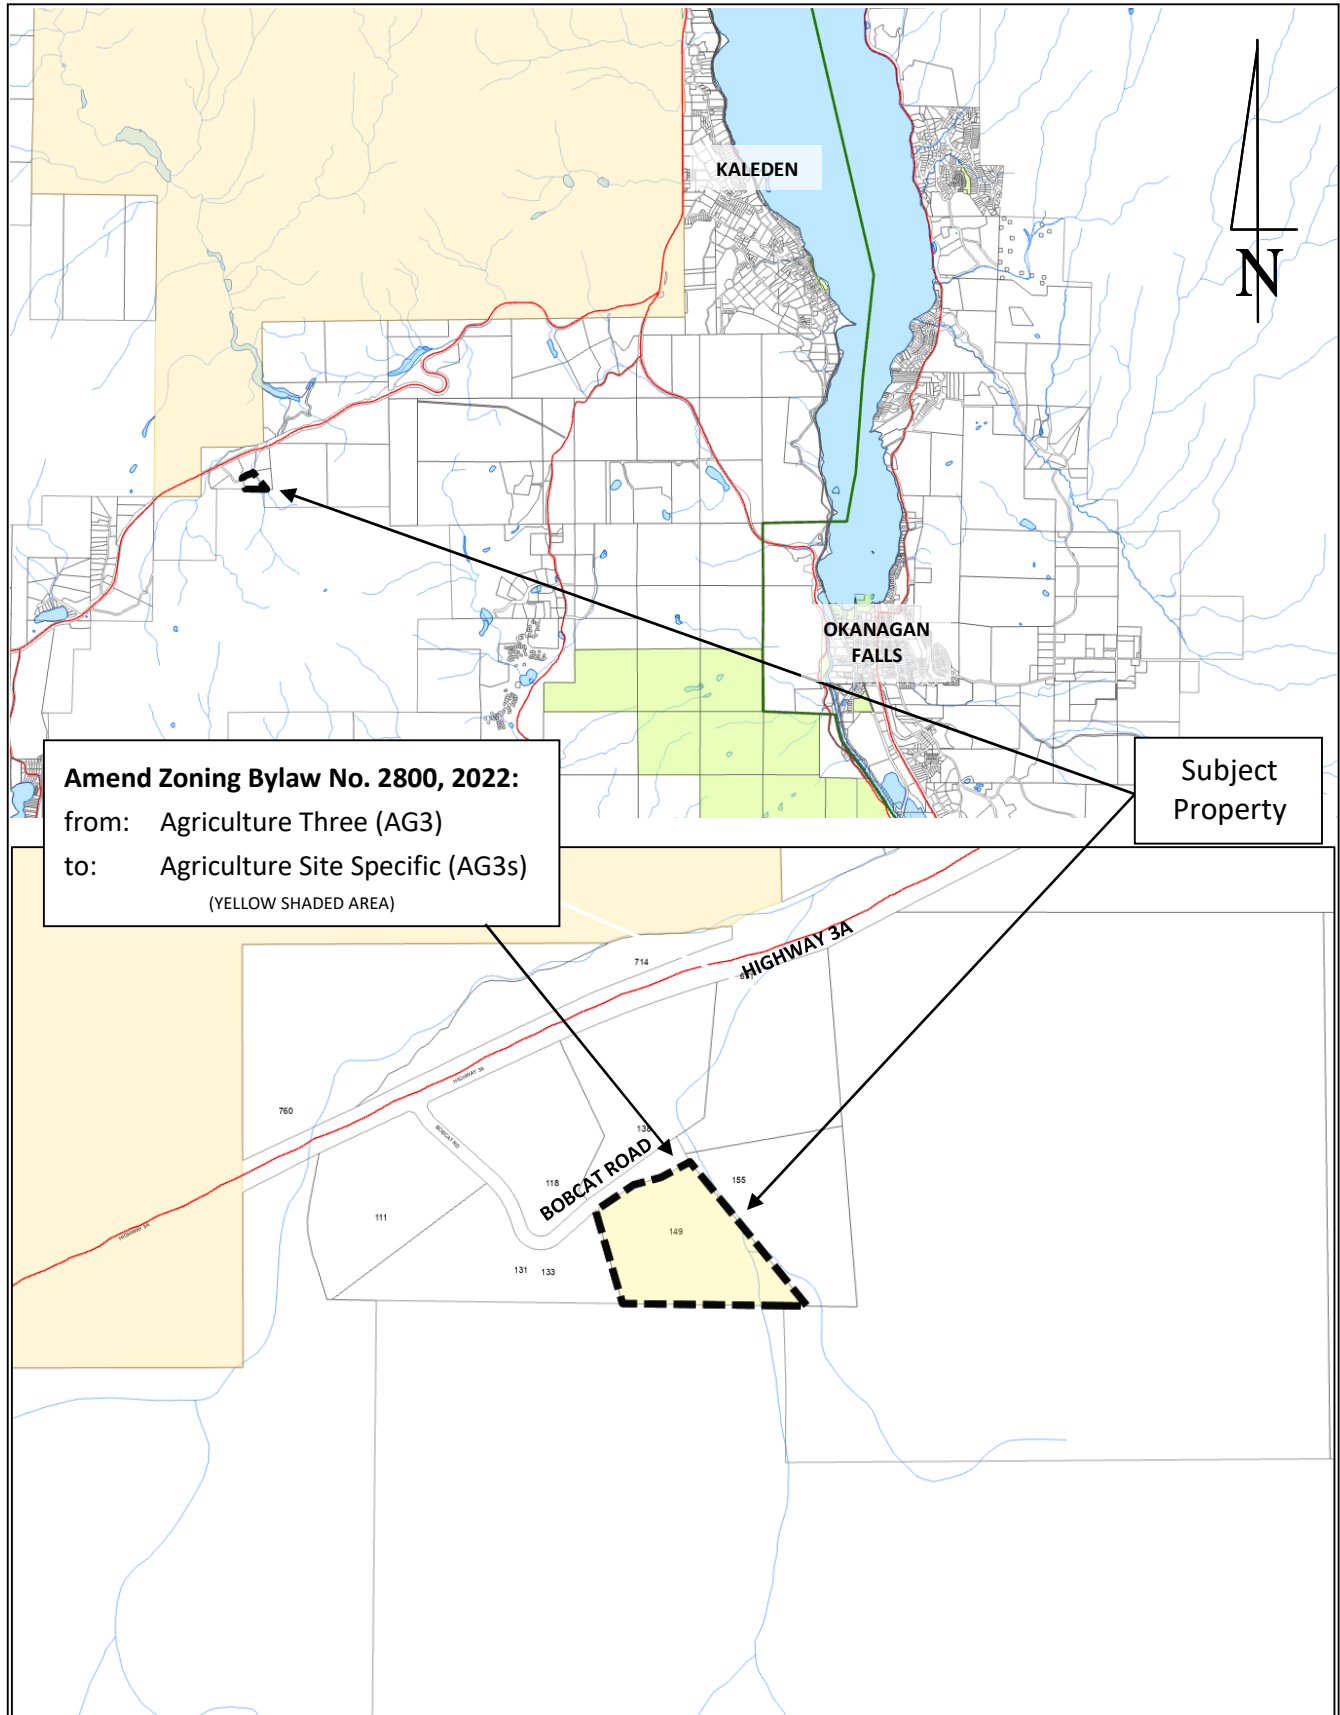 KALEDEN
N
OKANAGAN
FALLS
Amend Zoning Bylaw No. 2800, 2022:
from: Agriculture Three (AG3)
to: Agriculture Site Specific (AG3s)
(YELLOW SHADED AREA)
Subject
Property
HIGHWAY 3A
714
HIGHWAY 3A
760
BOBCAT RD
BOBCAT ROAD
118
155
111
149
HIGHWAY 3A
131 133